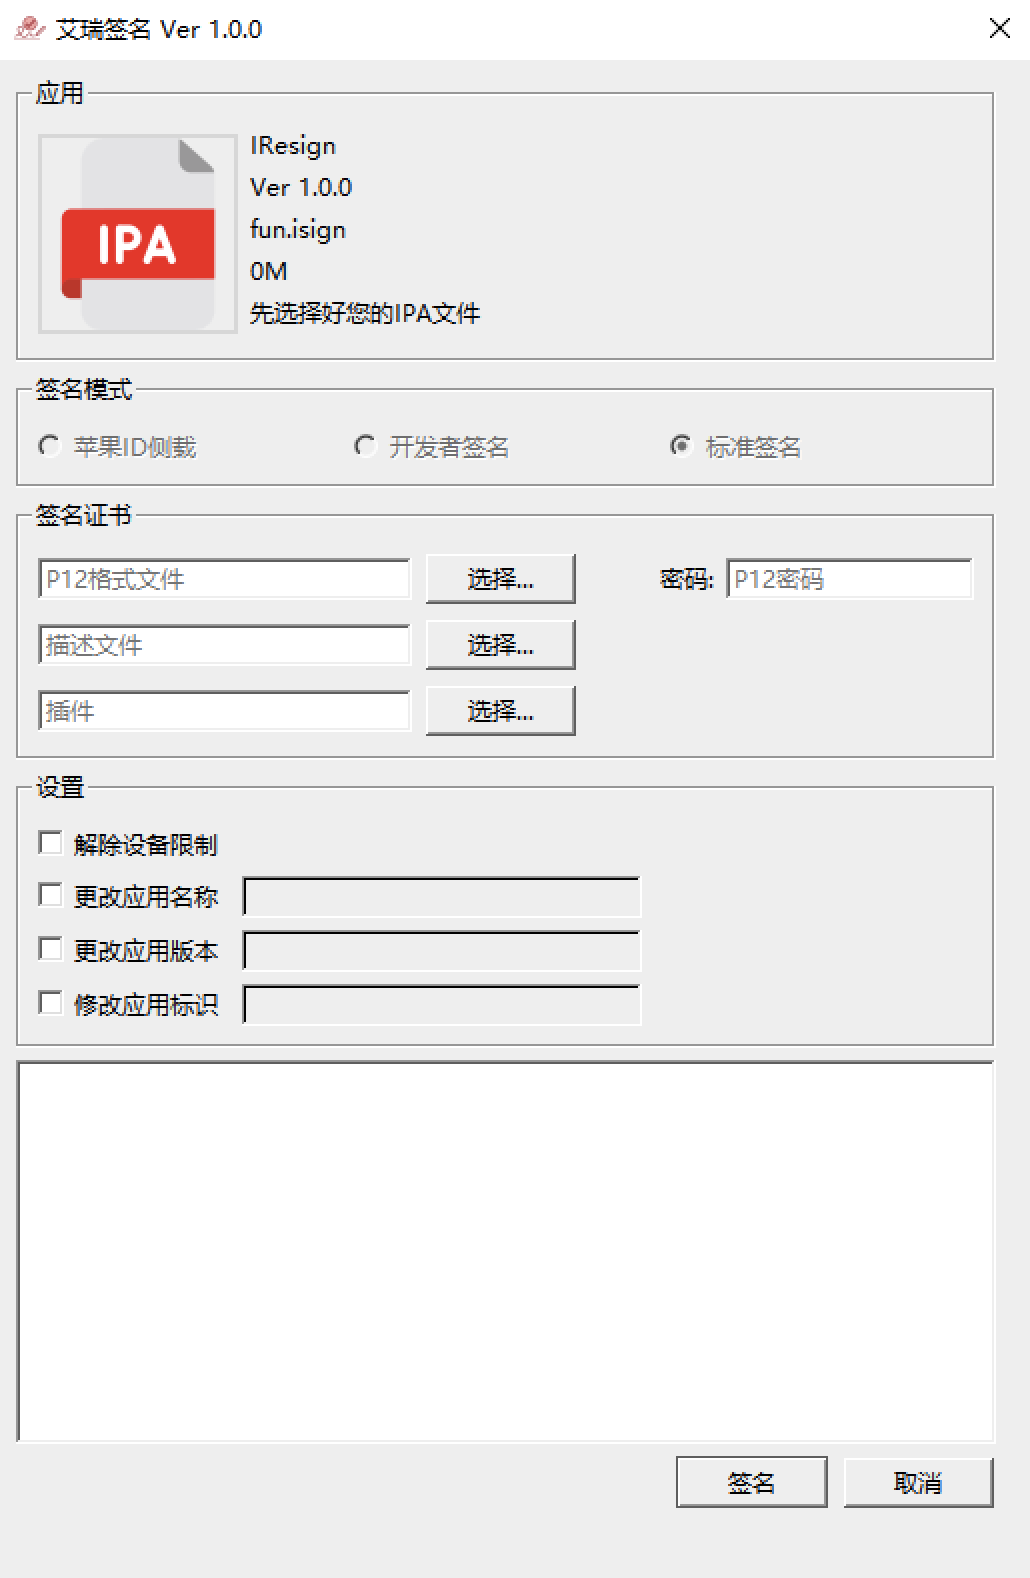 艾瑞签名 Ver 1.0.0
应用
IPA
IResign
Ver 1.0.0
fun.isign
0M
先选择好您的IPA文件
签名模式
苹果ID侧载 开发者签名 标准签名
签名证书
P12格式文件 选择... 密码: P12密码
描述文件 选择...
插件 选择...
设置
解除设备限制
更改应用名称
更改应用版本
修改应用标识
签名 取消